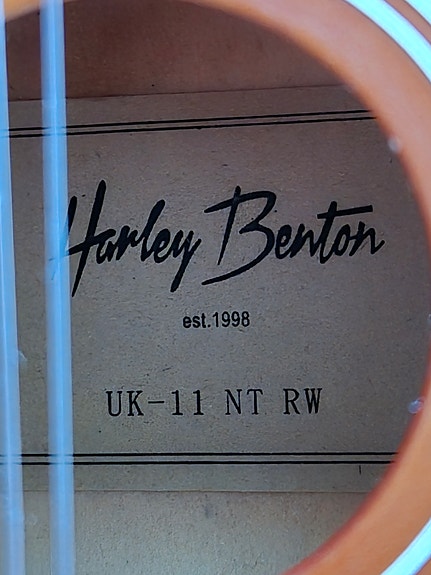 Harley Benton
est.1998
UK-11 NT RW